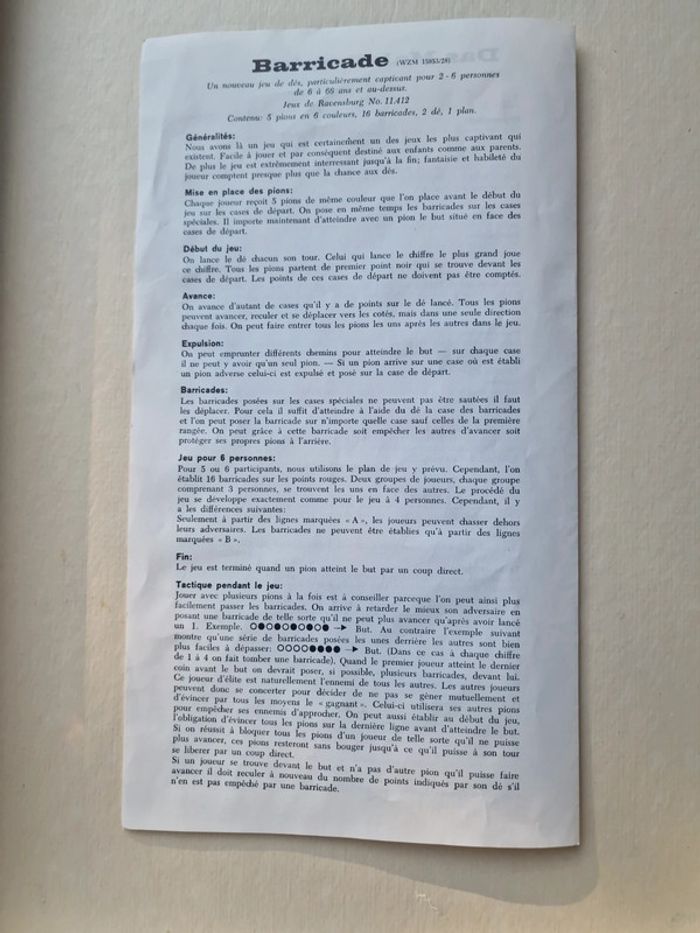 Barricade (WZM 15053/28)
Un nouveau jeu de dés, particulièrement captivant pour 2 - 6 personnes
de 6 à 66 ans et au-dessus.
Jeux de Ravensburg No. 11.412
Contenu: 5 pions en 6 couleurs, 16 barricades, 2 dé, 1 plan.
Généralités:
Nous avons là un jeu qui est certainement un des jeux les plus captivant qui
existent. Facile à jouer et par conséquent destiné aux enfants comme aux parents.
De plus le jeu est extrêmement interressant jusqu'à la fin; fantaisie et habileté du
joueur comptent presque plus que la chance aux dés.
Mise en place des pions:
Chaque joueur reçoit 5 pions de même couleur que l'on place avant le début du
jeu sur les cases de départ. On pose en même temps les barricades sur les cases
spéciales. Il importe maintenant d'atteindre avec un pion le but situé en face des
cases de départ.
Début du jeu:
On lance le dé chacun son tour. Celui qui lance le chiffre le plus grand joue
ce chiffre. Tous les pions partent de premier point noir qui se trouve devant les
cases de départ. Les points de ces cases de départ ne doivent pas être comptés.
Avance:
On avance d'autant de cases qu'il y a de points sur le dé lancé. Tous les pions
peuvent avancer, reculer et se déplacer vers les cotés, mais dans une seule direction
chaque fois. On peut faire entrer tous les pions les uns après les autres dans le jeu.
Expulsion:
On peut emprunter différents chemins pour atteindre le but — sur chaque case
il ne peut y avoir qu'un seul pion. — Si un pion arrive sur une case où est établi
un pion adverse celui-ci est expulsé et posé sur la case de départ.
Barricades:
Les barricades posées sur les cases spéciales ne peuvent pas être sautées il faut
les déplacer. Pour cela il suffit d'atteindre à l'aide du dé la case des barricades
et l'on peut poser la barricade sur n'importe quelle case sauf celles de la première
rangée. On peut grâce à cette barricade soit empêcher les autres d'avancer soit
protéger ses propres pions à l'arrière.
Jeu pour 6 personnes:
Pour 5 ou 6 participants, nous utilisons le plan de jeu y prévu. Cependant, l'on
établit 16 barricades sur les points rouges. Deux groupes de joueurs, chaque groupe
comprenant 3 personnes, se trouvent les uns en face des autres. Le procédé du
jeu se développe exactement comme pour le jeu à 4 personnes. Cependant, il y
a les différences suivantes:
Seulement à partir des lignes marquées « A », les joueurs peuvent chasser dehors
leurs adversaires. Les barricades ne peuvent être établies qu'à partir des lignes
marquées « B ».
Fin:
Le jeu est terminé quand un pion atteint le but par un coup direct.
Tactique pendant le jeu:
Jouer avec plusieurs pions à la fois est à conseiller parceque l'on peut ainsi plus
facilement passer les barricades. On arrive à retarder le mieux son adversaire en
posant une barricade de telle sorte qu'il ne peut plus avancer qu'après avoir lancé
un 1. Exemple. ○●○●○●○●○● → But. Au contraire l'exemple suivant
montre qu'une série de barricades posées les unes derrière les autres sont bien
plus faciles à dépasser: ○○○○●●●● → But. (Dans ce cas à chaque chiffre
de 1 à 4 on fait tomber une barricade). Quand le premier joueur atteint le dernier
coin avant le but on devrait poser, si possible, plusieurs barricades, devant lui.
Ce joueur d'élite est naturellement l'ennemi de tous les autres. Les autres joueurs
peuvent donc se concerter pour décider de ne pas se gêner mutuellement et
d'évincer par tous les moyens le « gagnant ». Celui-ci utilisera ses autres pions
pour empêcher ses ennemis d'approcher. On peut aussi établir au début du jeu,
l'obligation d'évincer tous les pions sur la dernière ligne avant d'atteindre le but.
Si on réussit à bloquer tous les pions d'un joueur de telle sorte qu'il ne puisse
plus avancer, ces pions resteront sans bouger jusqu'à ce qu'il puisse à son tour
se liberer par un coup direct.
Si un joueur se trouve devant le but et n'a pas d'autre pion qu'il puisse faire
avancer il doit reculer à nouveau du nombre de points indiqués par son dé s'il
n'en est pas empêché par une barricade.